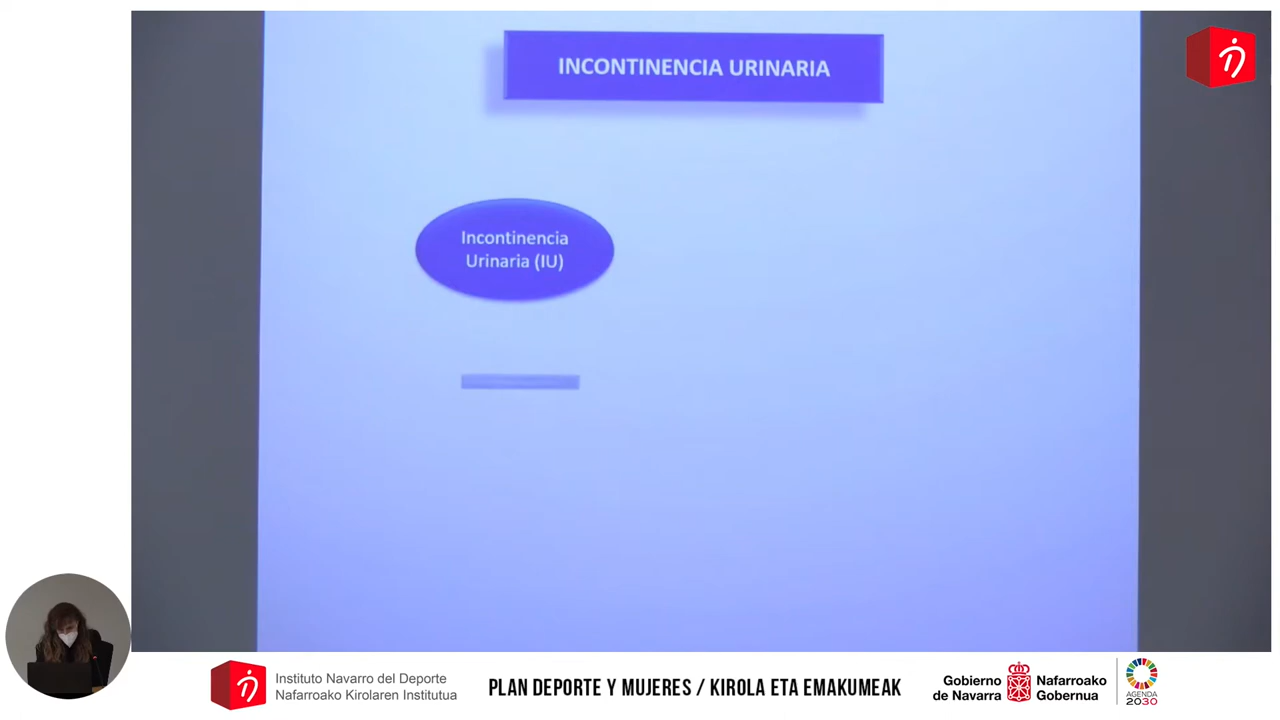 INCONTINENCIA URINARIA
Incontinencia
Urinaria (IU)
Instituto Navarro del Deporte
Nafarroako Kirolaren Institutua
PLAN DEPORTE Y MUJERES / KIROLA ETA EMAKUMEAK
Gobierno
de Navarra
Nafarroako
Gobernua
AGENDA
2030